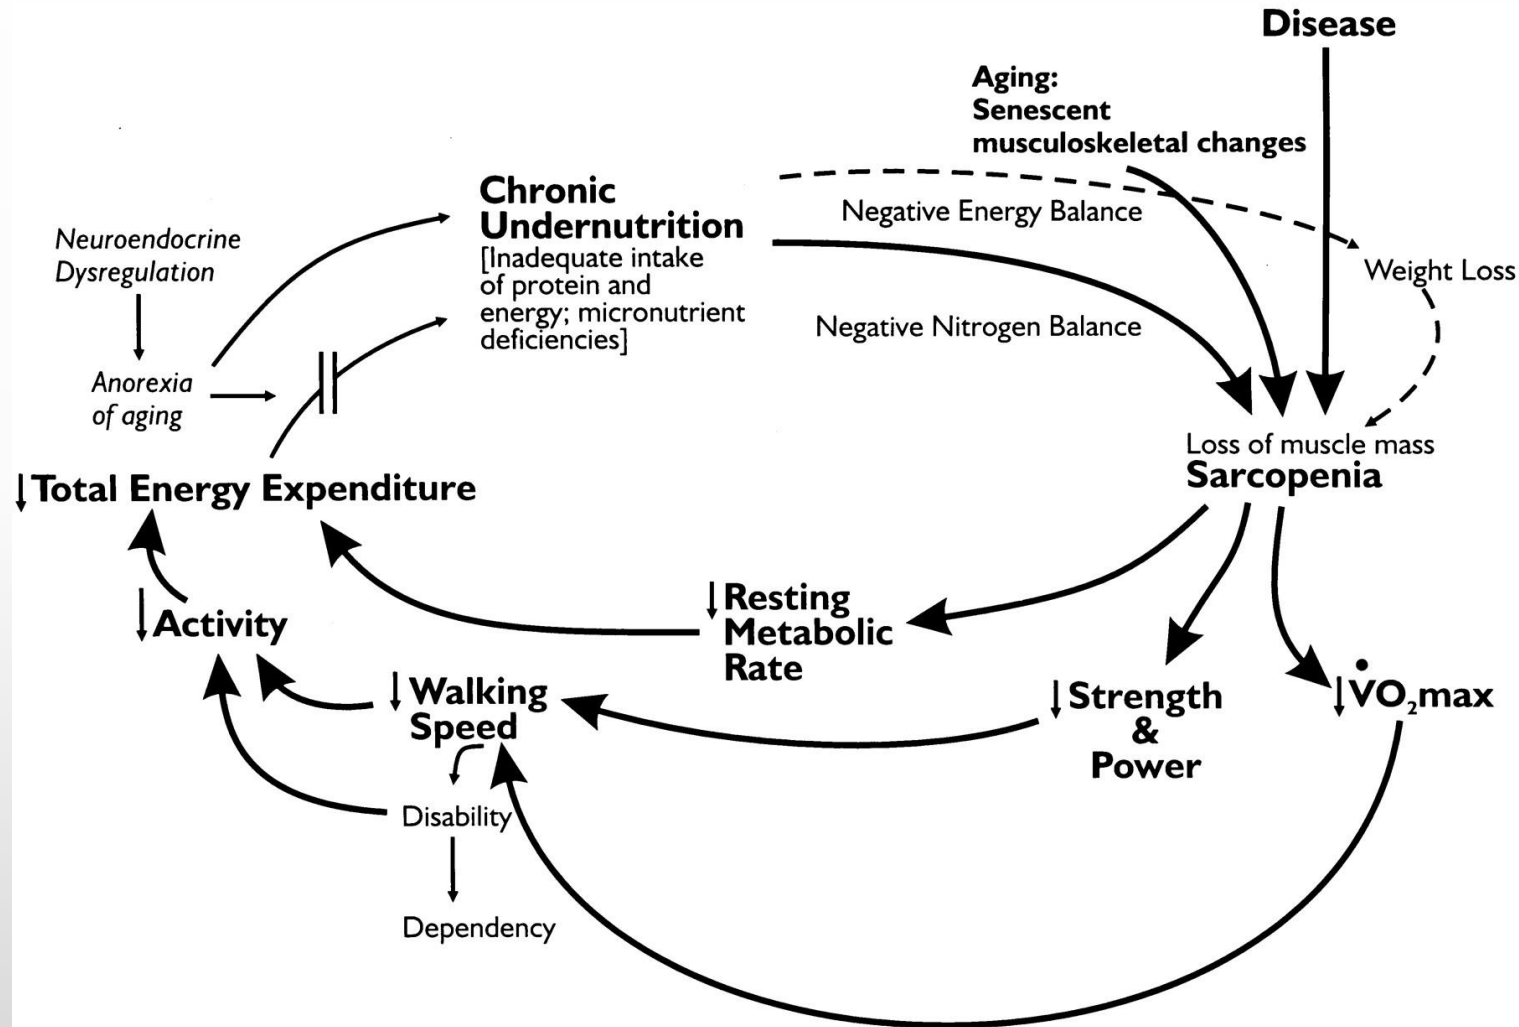 Disease
Aging:
Senescent
musculoskeletal changes
Chronic
Undernutrition
[Inadequate intake
of protein and
energy; micronutrient
deficiencies]
Negative Energy Balance
Neuroendocrine
Dysregulation
Weight Loss
Negative Nitrogen Balance
Anorexia
of aging
Loss of muscle mass
Sarcopenia
↓Total Energy Expenditure
↓Resting
Metabolic
Rate
↓Activity
↓Walking
Speed
↓Strength
&
Power
↓V̇O₂max
Disability
Dependency